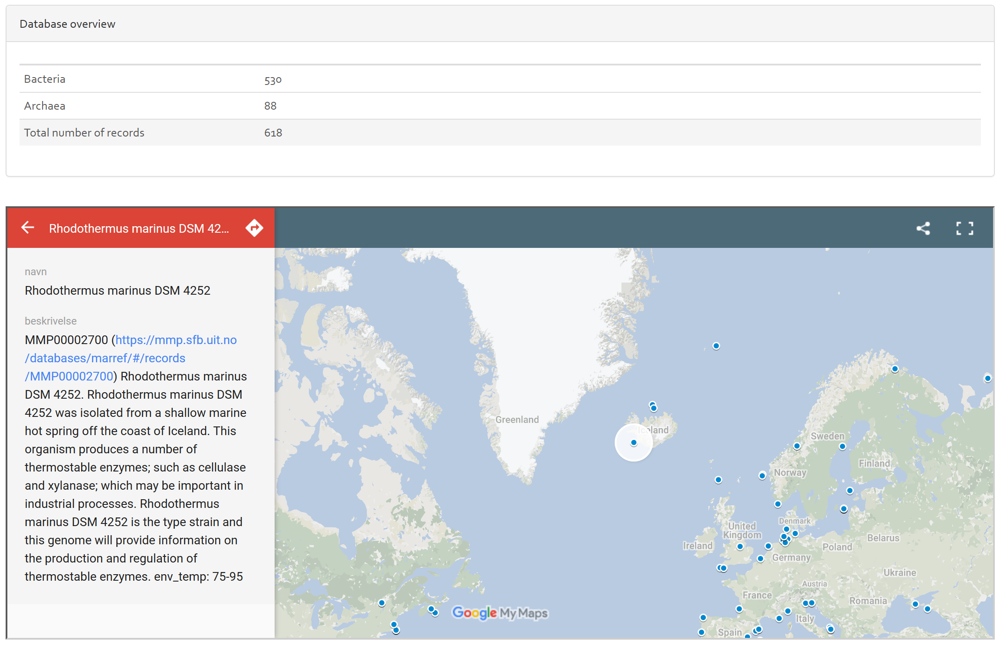 Database overview
Bacteria 530
Archaea 88
Total number of records 618
Rhodothermus marinus DSM 42...
navn
Rhodothermus marinus DSM 4252
beskrivelse
MMP00002700 (https://mmp.sfb.uit.no
/databases/marref/#/records
/MMP00002700) Rhodothermus marinus
DSM 4252. Rhodothermus marinus DSM
4252 was isolated from a shallow marine
hot spring off the coast of Iceland. This
organism produces a number of
thermostable enzymes; such as cellulase
and xylanase; which may be important in
industrial processes. Rhodothermus
marinus DSM 4252 is the type strain and
this genome will provide information on
the production and regulation of
thermostable enzymes. env_temp: 75-95
Greenland
Iceland
Sweden
Finland
Norway
Denmark
United
Kingdom
Ireland
Belarus
Poland
Germany
Ukraine
Austria
France
Romania
Italy
Spain
Google My Maps